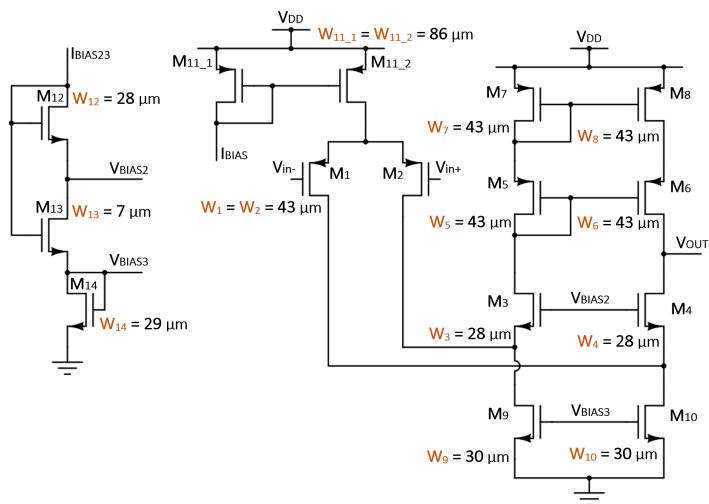 IBIAS23
M12
W12 = 28 µm
VBIAS2
M13
W13 = 7 µm
VBIAS3
M14
W14 = 29 µm
VDD
W11_1 = W11_2 = 86 µm
M11_1
M11_2
IBIAS
Vin-
M1
M2
Vin+
W1 = W2 = 43 µm
VDD
M7
M8
W7 = 43 µm
W8 = 43 µm
M5
M6
W5 = 43 µm
W6 = 43 µm
VOUT
M3
VBIAS2
M4
W3 = 28 µm
W4 = 28 µm
M9
VBIAS3
M10
W9 = 30 µm
W10 = 30 µm